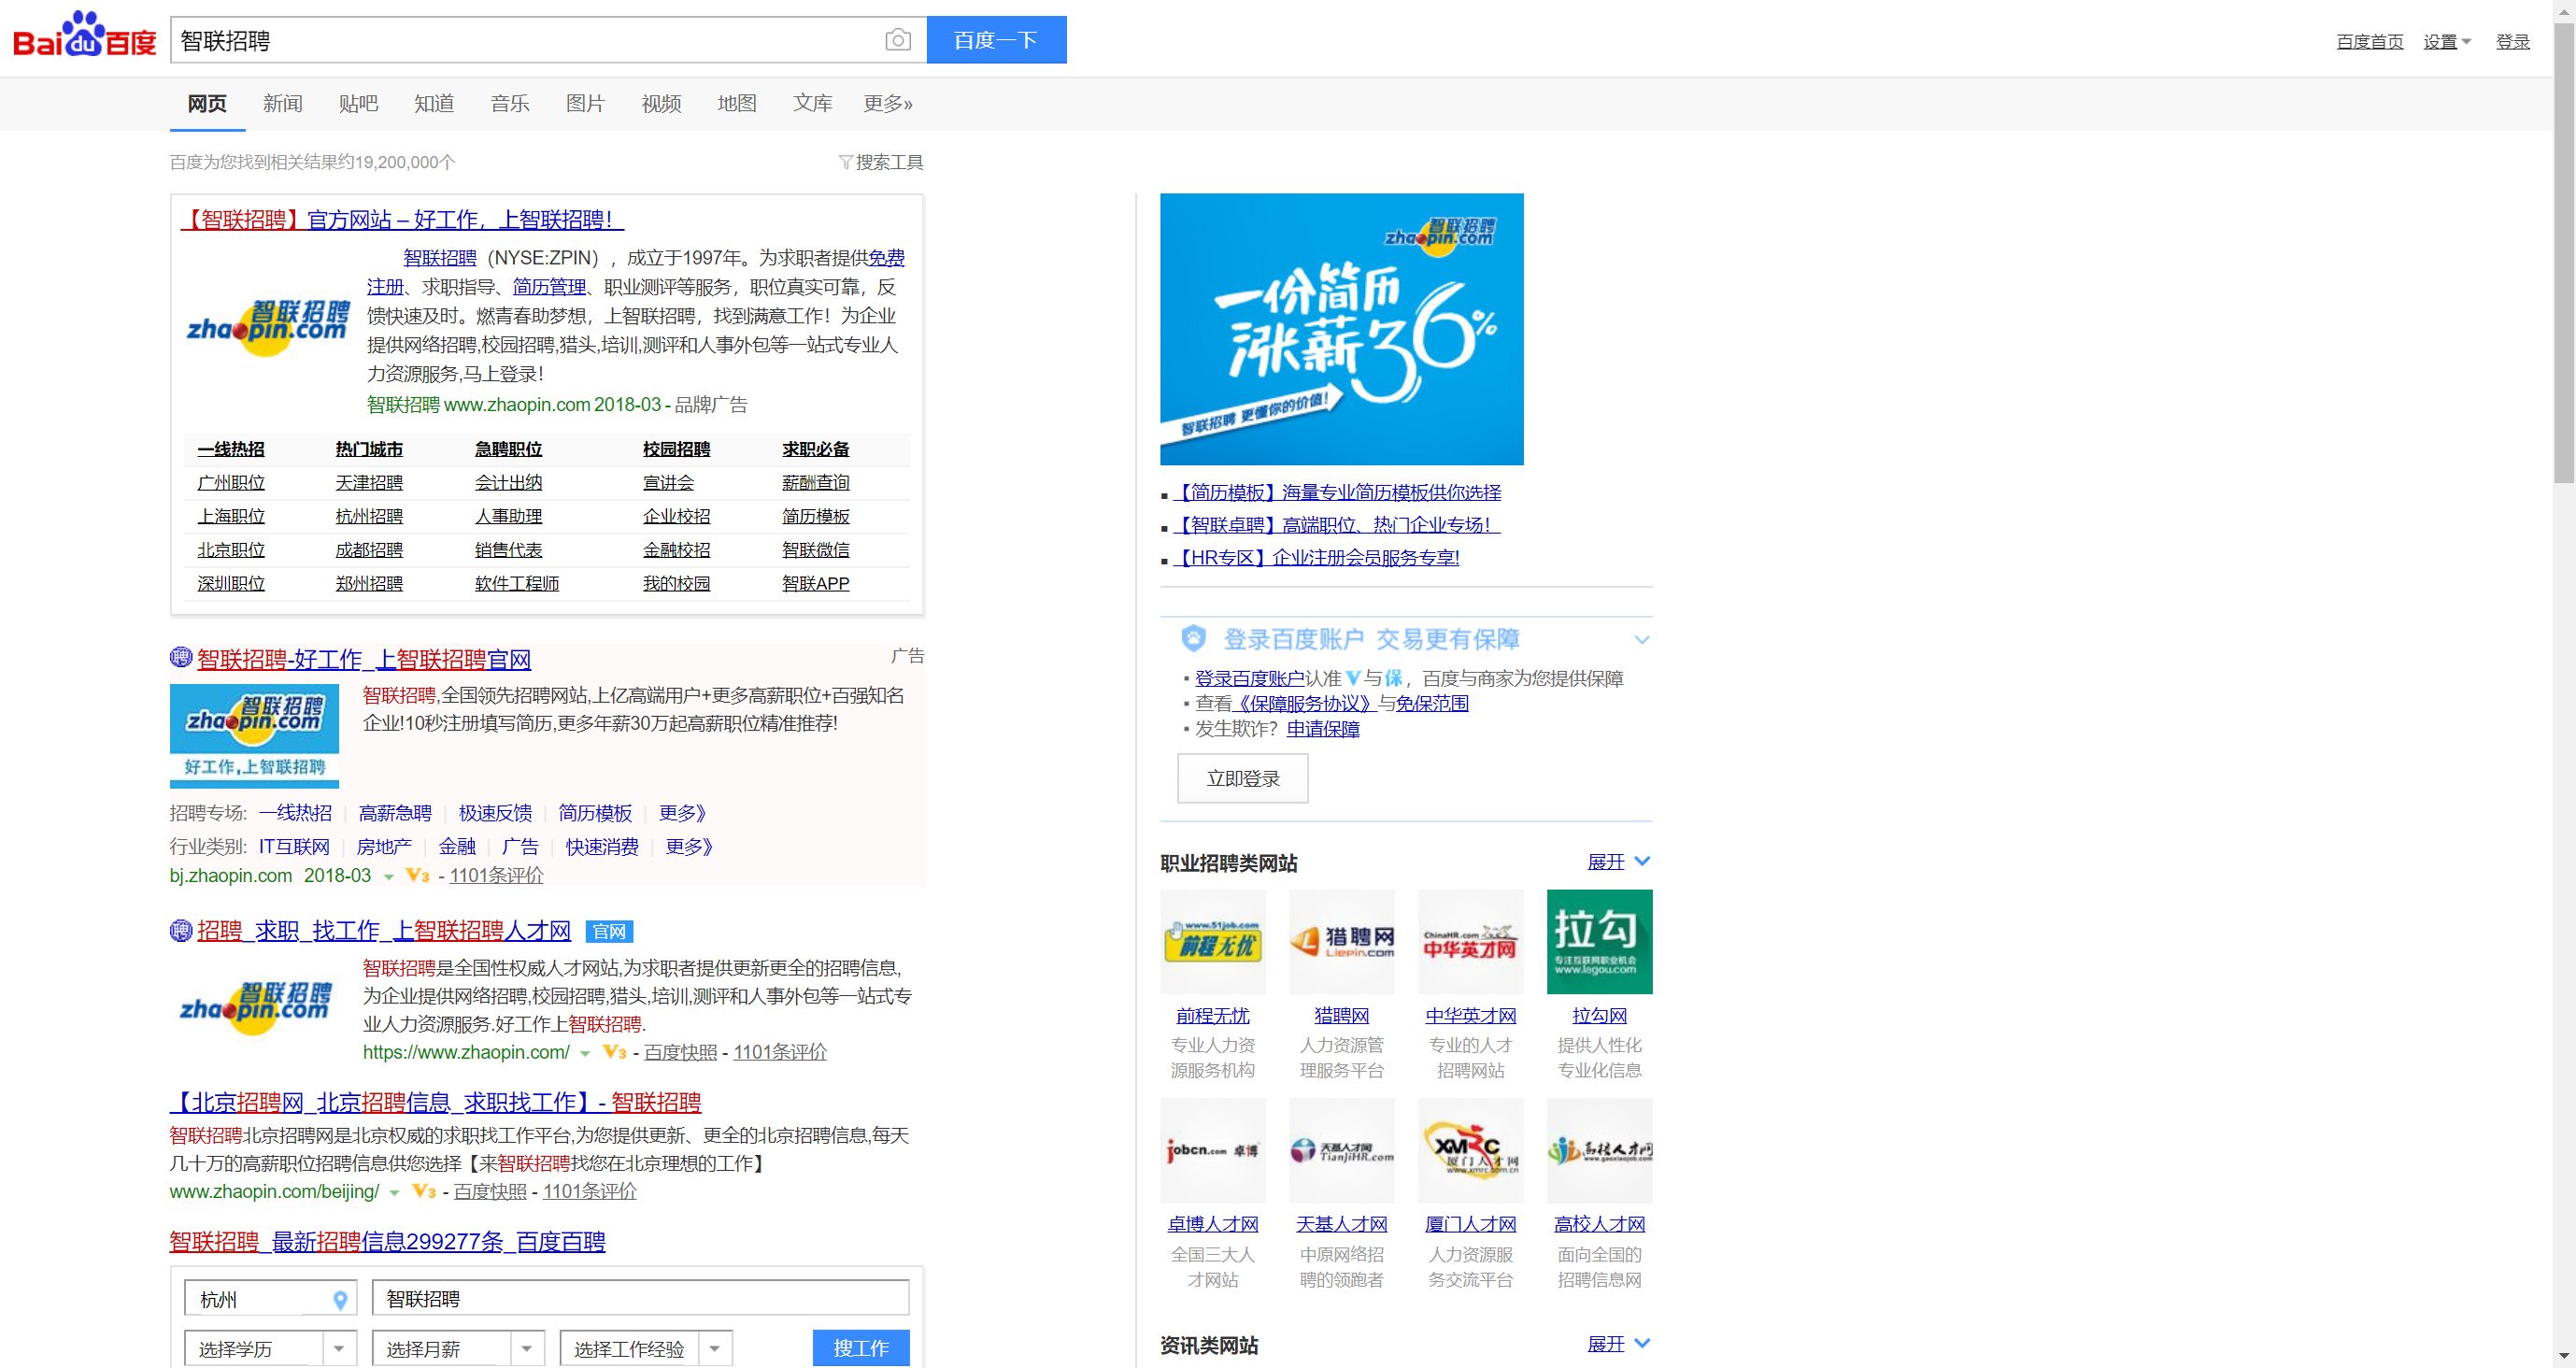 Bai du 百度
智联招聘
百度一下
百度首页 设置 登录
网页 新闻 贴吧 知道 音乐 图片 视频 地图 文库 更多»
百度为您找到相关结果约19,200,000个
搜索工具
【智联招聘】官方网站 – 好工作，上智联招聘！
智联招聘
zhaopin.com
智联招聘（NYSE:ZPIN），成立于1997年。为求职者提供免费
注册、求职指导、简历管理、职业测评等服务，职位真实可靠，反
馈快速及时。燃青春助梦想，上智联招聘，找到满意工作！为企业
提供网络招聘,校园招聘,猎头,培训,测评和人事外包等一站式专业人
力资源服务,马上登录！
智联招聘 www.zhaopin.com 2018-03 - 品牌广告
一线热招 热门城市 急聘职位 校园招聘 求职必备
广州职位 天津招聘 会计出纳 宣讲会 薪酬查询
上海职位 杭州招聘 人事助理 企业校招 简历模板
北京职位 成都招聘 销售代表 金融校招 智联微信
深圳职位 郑州招聘 软件工程师 我的校园 智联APP
聘 智联招聘-好工作_上智联招聘官网
广告
智联招聘
zhaopin.com
好工作,上智联招聘
智联招聘,全国领先招聘网站,上亿高端用户+更多高薪职位+百强知名
企业!10秒注册填写简历,更多年薪30万起高薪职位精准推荐!
招聘专场: 一线热招 高薪急聘 极速反馈 简历模板 更多》
行业类别: IT互联网 房地产 金融 广告 快速消费 更多》
bj.zhaopin.com 2018-03 V3 - 1101条评价
聘 招聘_求职_找工作_上智联招聘人才网 官网
智联招聘
zhaopin.com
智联招聘是全国性权威人才网站,为求职者提供更新更全的招聘信息,
为企业提供网络招聘,校园招聘,猎头,培训,测评和人事外包等一站式专
业人力资源服务.好工作上智联招聘.
https://www.zhaopin.com/ V3 - 百度快照 - 1101条评价
【北京招聘网_北京招聘信息_求职找工作】- 智联招聘
智联招聘北京招聘网是北京权威的求职找工作平台,为您提供更新、更全的北京招聘信息,每天
几十万的高薪职位招聘信息供您选择【来智联招聘找您在北京理想的工作】
www.zhaopin.com/beijing/ V3 - 百度快照 - 1101条评价
智联招聘_最新招聘信息299277条_百度百聘
杭州 智联招聘
选择学历 选择月薪 选择工作经验 搜工作
智联招聘
zhaopin.com
一份简历
涨薪36%
智联招聘 更懂你的价值！
【简历模板】海量专业简历模板供你选择
【智联卓聘】高端职位、热门企业专场！
【HR专区】企业注册会员服务专享!
登录百度账户 交易更有保障
登录百度账户认准V与保，百度与商家为您提供保障
查看《保障服务协议》与免保范围
发生欺诈？申请保障
立即登录
职业招聘类网站 展开
www.51job.com
前程无忧
猎聘网
Liepin.com
ChinaHR.com
中华英才网
拉勾
专注互联网职业机会
www.lagou.com
前程无忧 猎聘网 中华英才网 拉勾网
专业人力资 人力资源管 专业的人才 提供人性化
源服务机构 理服务平台 招聘网站 专业化信息
jobcn.com 卓博
天基人才网
TianJiHR.com
XMRC
厦门人才网
www.xmrc.com.cn
高校人才网
www.gaoxiaojob.com
卓博人才网 天基人才网 厦门人才网 高校人才网
全国三大人 中原网络招 人力资源服 面向全国的
才网站 聘的领跑者 务交流平台 招聘信息网
资讯类网站 展开